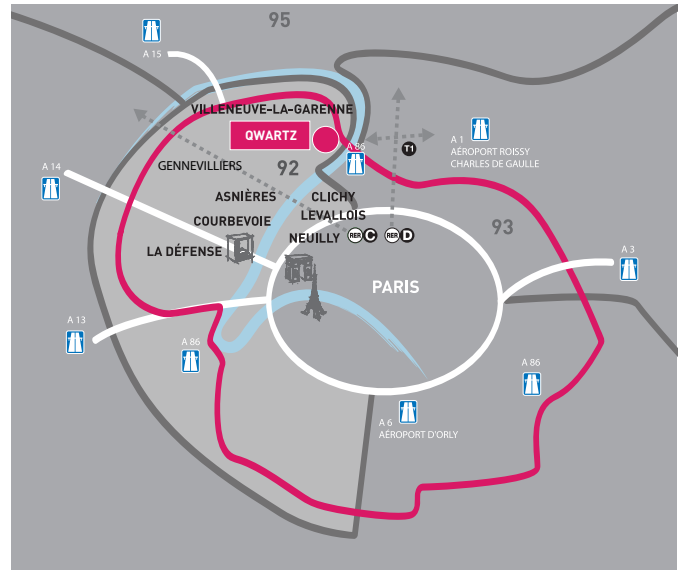 95
A 15
VILLENEUVE-LA-GARENNE
QWARTZ
T1
A 1
AÉROPORT ROISSY
CHARLES DE GAULLE
A 86
A 14
GENNEVILLIERS
92
ASNIÈRES
CLICHY
COURBEVOIE
LEVALLOIS
93
NEUILLY
RER C
RER D
LA DÉFENSE
A 3
PARIS
A 13
A 86
A 86
A 6
AÉROPORT D'ORLY